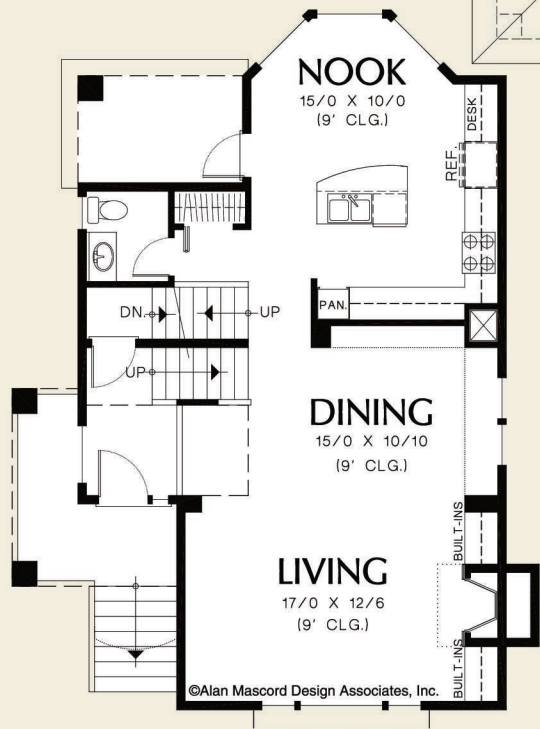 NOOK
15/0 X 10/0
(9' CLG.)
DESK
REF.
PAN.
DN.
UP
UP
DINING
15/0 X 10/10
(9' CLG.)
BUILT-INS
LIVING
17/0 X 12/6
(9' CLG.)
BUILT-INS
©Alan Mascord Design Associates, Inc.